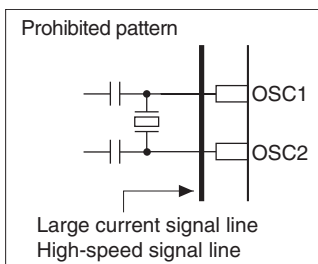 Prohibited pattern
OSC1
OSC2
Large current signal line
High-speed signal line